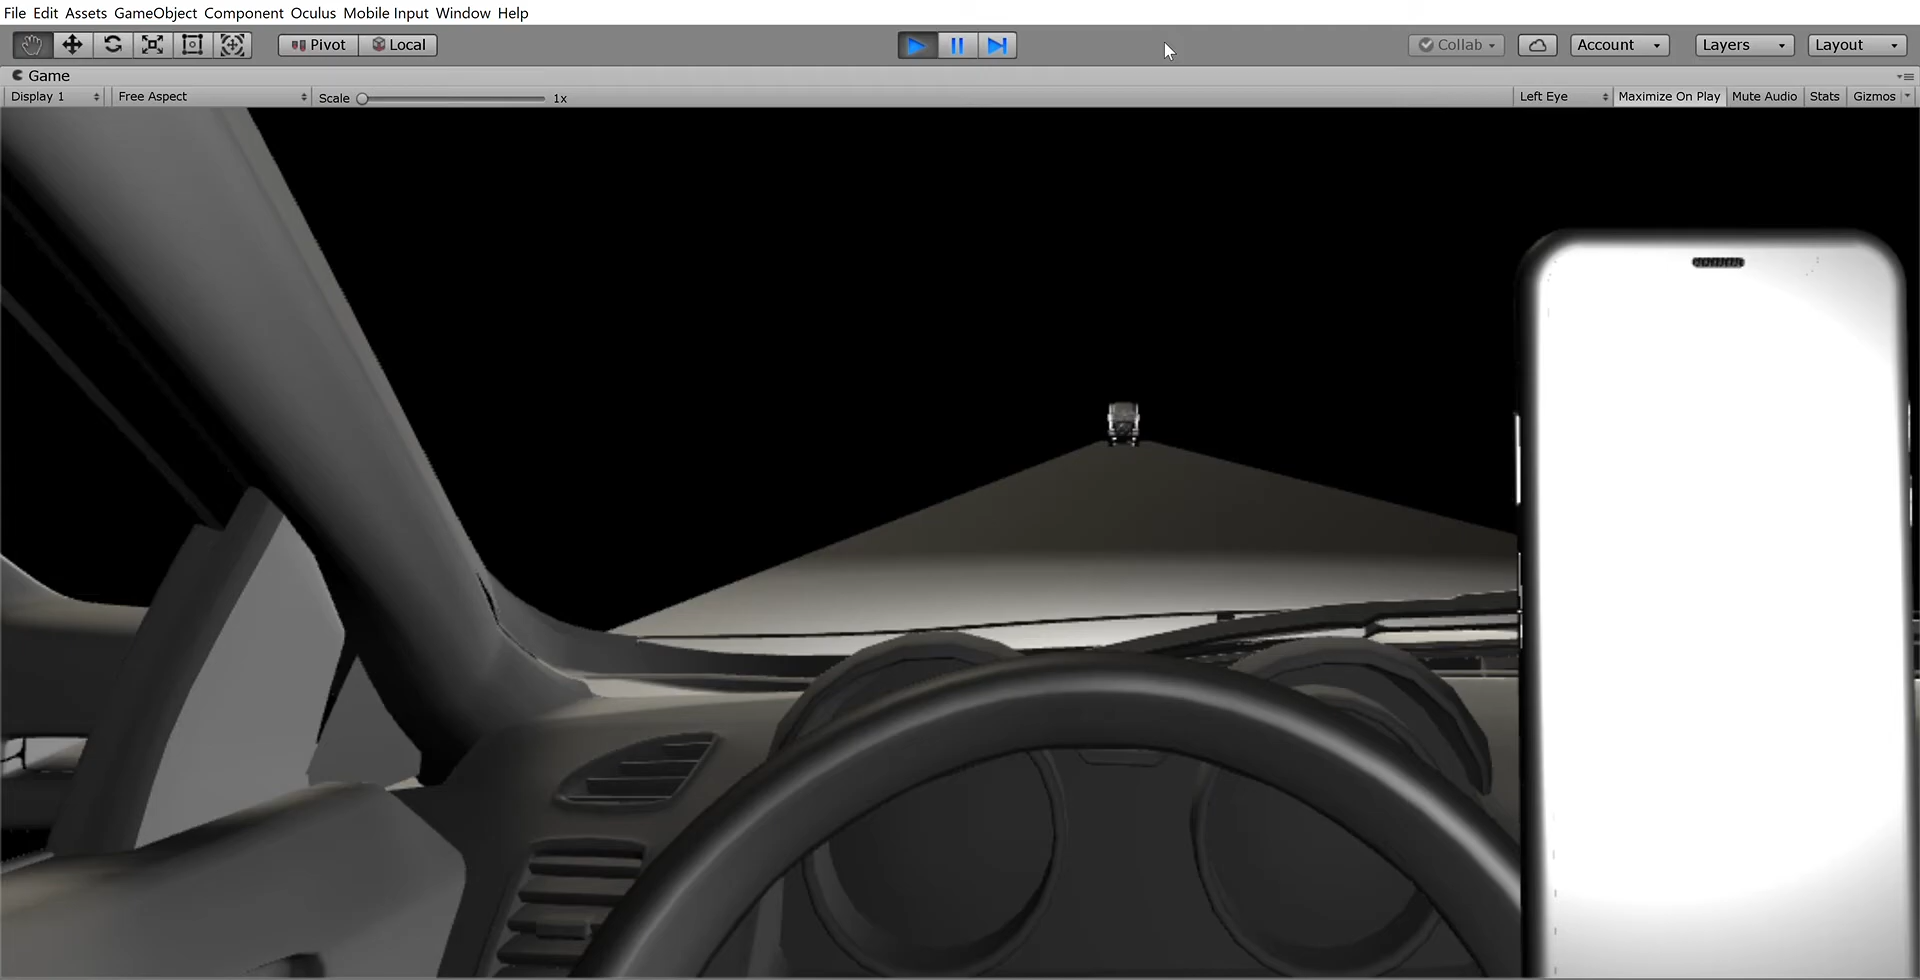 File Edit Assets GameObject Component Oculus Mobile Input Window Help
Pivot Local Collab Account Layers Layout
Game
Display 1 Free Aspect Scale 1x Left Eye Maximize On Play Mute Audio Stats Gizmos